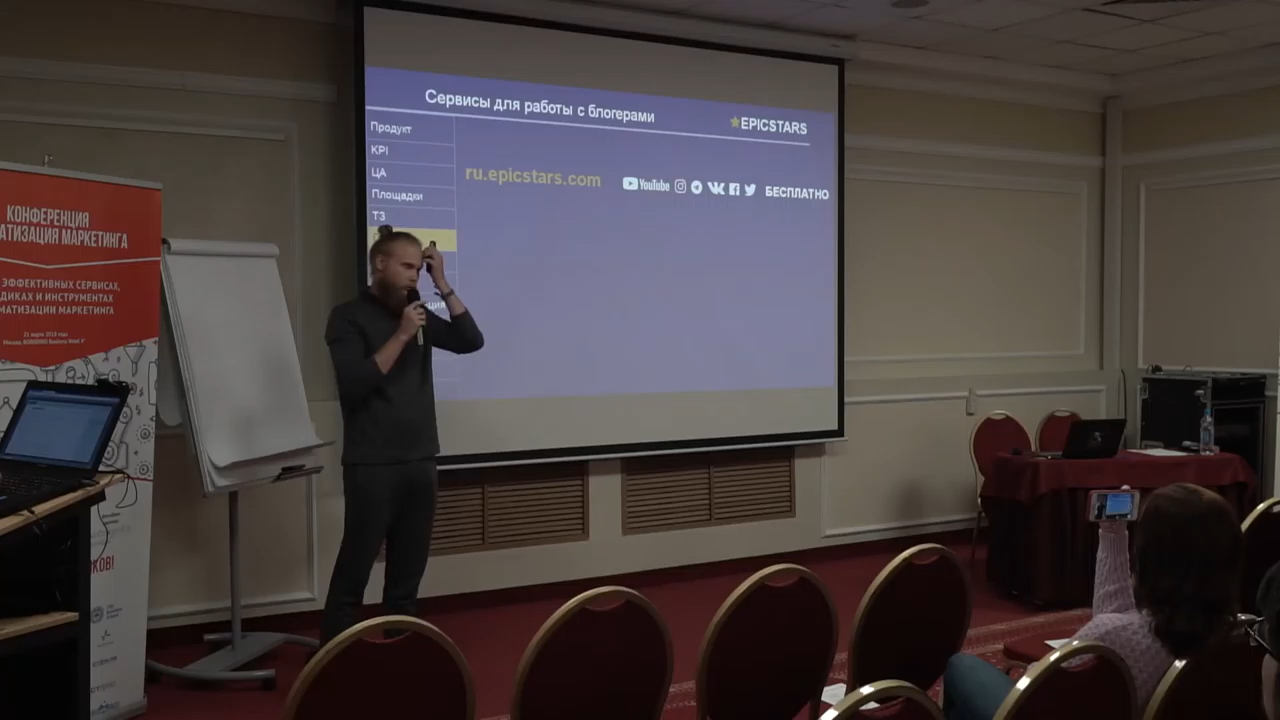 Сервисы для работы с блогерами
EPICSTARS
Продукт
KPI
ЦА
Площадки
ТЗ
ru.epicstars.com
YouTube
БЕСПЛАТНО
КОНФЕРЕНЦИЯ
АТИЗАЦИЯ МАРКЕТИНГА
ЭФФЕКТИВНЫХ СЕРВИСАХ,
ДИКАХ И ИНСТРУМЕНТАХ
МАТИЗАЦИИ МАРКЕТИНГА